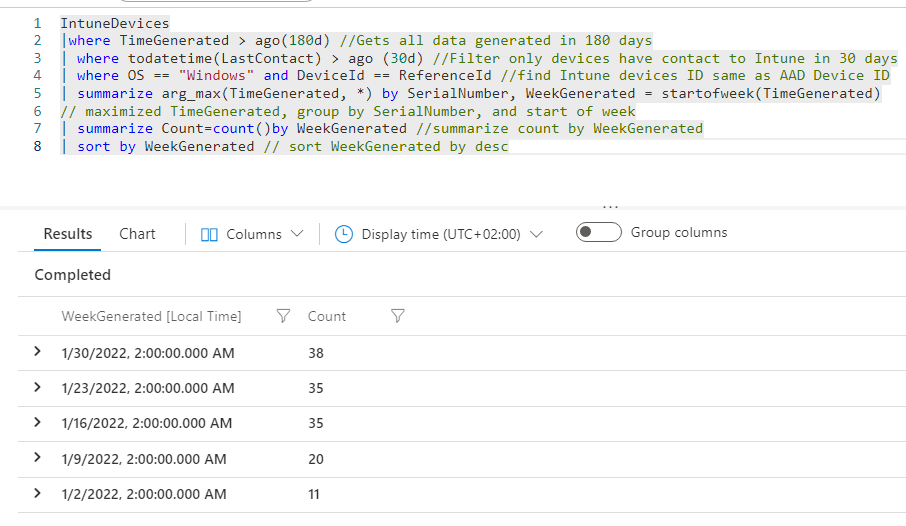 1 IntuneDevices
2 |where TimeGenerated > ago(180d) //Gets all data generated in 180 days
3 | where todatetime(LastContact) > ago (30d) //Filter only devices have contact to Intune in 30 days
4 | where OS == "Windows" and DeviceId == ReferenceId //find Intune devices ID same as AAD Device ID
5 | summarize arg_max(TimeGenerated, *) by SerialNumber, WeekGenerated = startofweek(TimeGenerated)
6 // maximized TimeGenerated, group by SerialNumber, and start of week
7 | summarize Count=count()by WeekGenerated //summarize count by WeekGenerated
8 | sort by WeekGenerated // sort WeekGenerated by desc
Results Chart Columns Display time (UTC+02:00) Group columns
Completed
WeekGenerated [Local Time] Count
1/30/2022, 2:00:00.000 AM 38
1/23/2022, 2:00:00.000 AM 35
1/16/2022, 2:00:00.000 AM 35
1/9/2022, 2:00:00.000 AM 20
1/2/2022, 2:00:00.000 AM 11